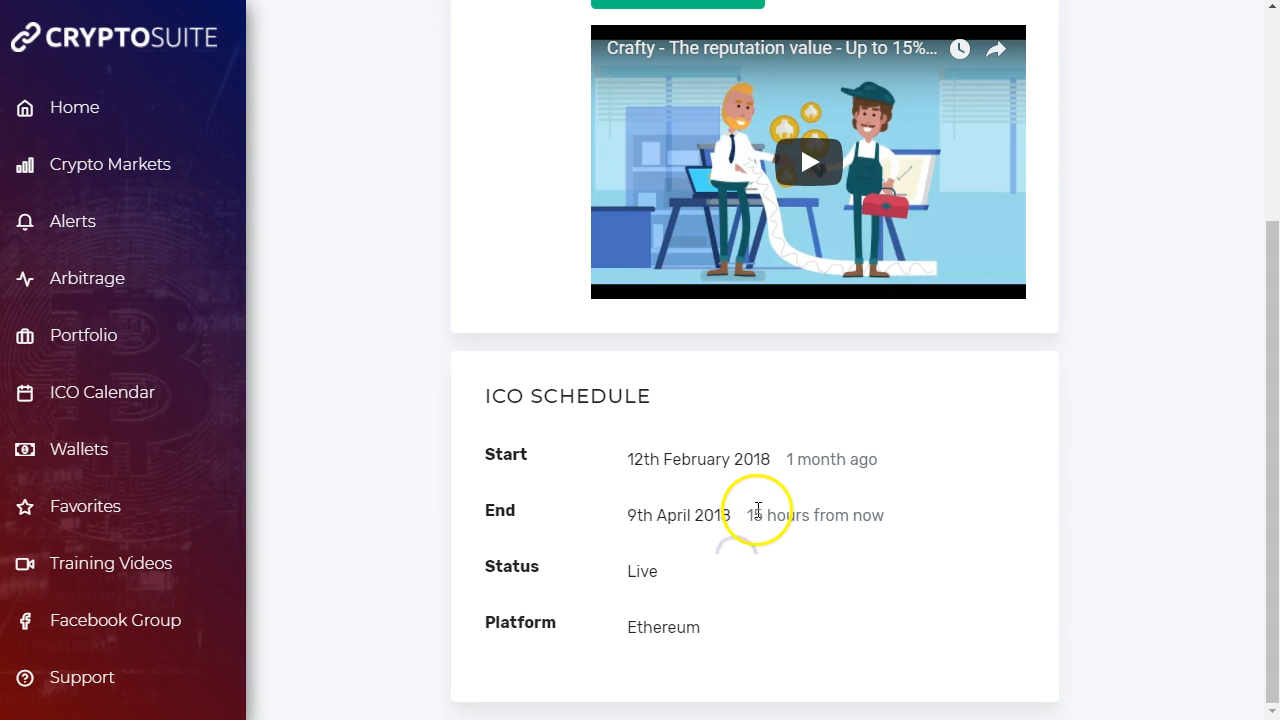 CRYPTOSUITE
Home
Crypto Markets
Alerts
Arbitrage
Portfolio
ICO Calendar
Wallets
Favorites
Training Videos
Facebook Group
Support
Crafty - The reputation value - Up to 15%...
ICO SCHEDULE
Start 12th February 2018 1 month ago
End 9th April 2018 15 hours from now
Status Live
Platform Ethereum